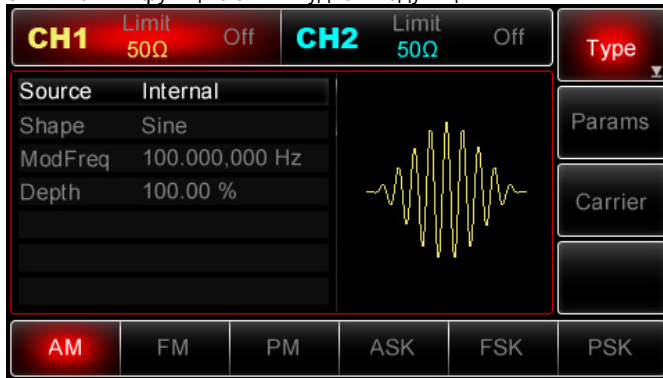 CH1 Limit 50Ω Off CH2 Limit 50Ω Off Type
Source Internal
Shape Sine
ModFreq 100.000,000 Hz
Depth 100.00 %
Params
Carrier
AM FM PM ASK FSK PSK